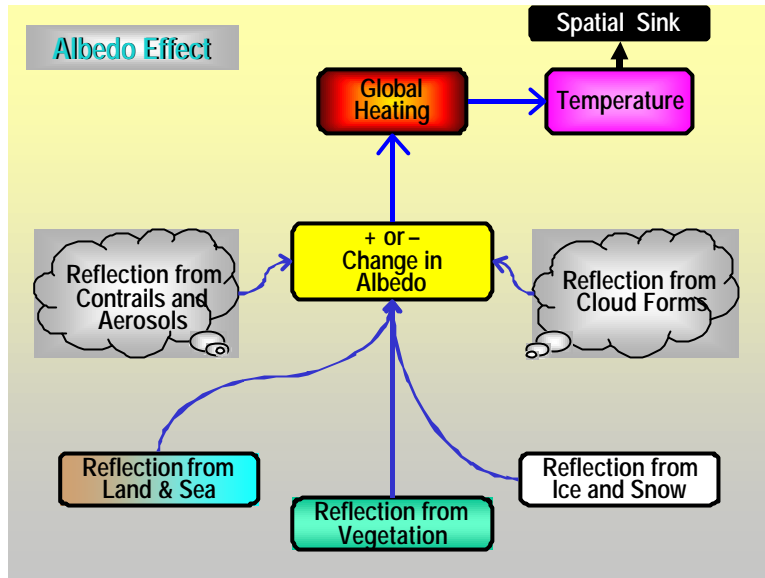 Spatial Sink
Albedo Effect
Global
Heating
Temperature
+ or –
Change in
Albedo
Reflection from
Contrails and
Aerosols
Reflection from
Cloud Forms
Reflection from
Land & Sea
Reflection from
Ice and Snow
Reflection from
Vegetation